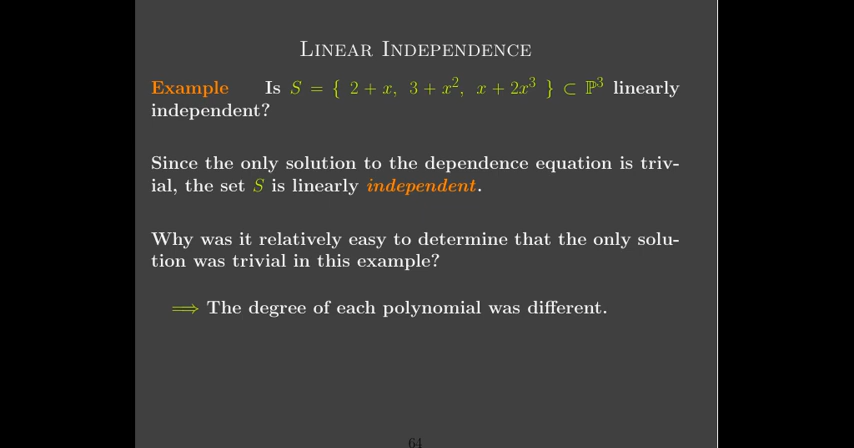 Linear Independence
Example Is S = { 2 + x, 3 + x², x + 2x³ } ⊂ ℙ³ linearly
independent?
Since the only solution to the dependence equation is triv-
ial, the set S is linearly independent.
Why was it relatively easy to determine that the only solu-
tion was trivial in this example?
⟹ The degree of each polynomial was different.
64